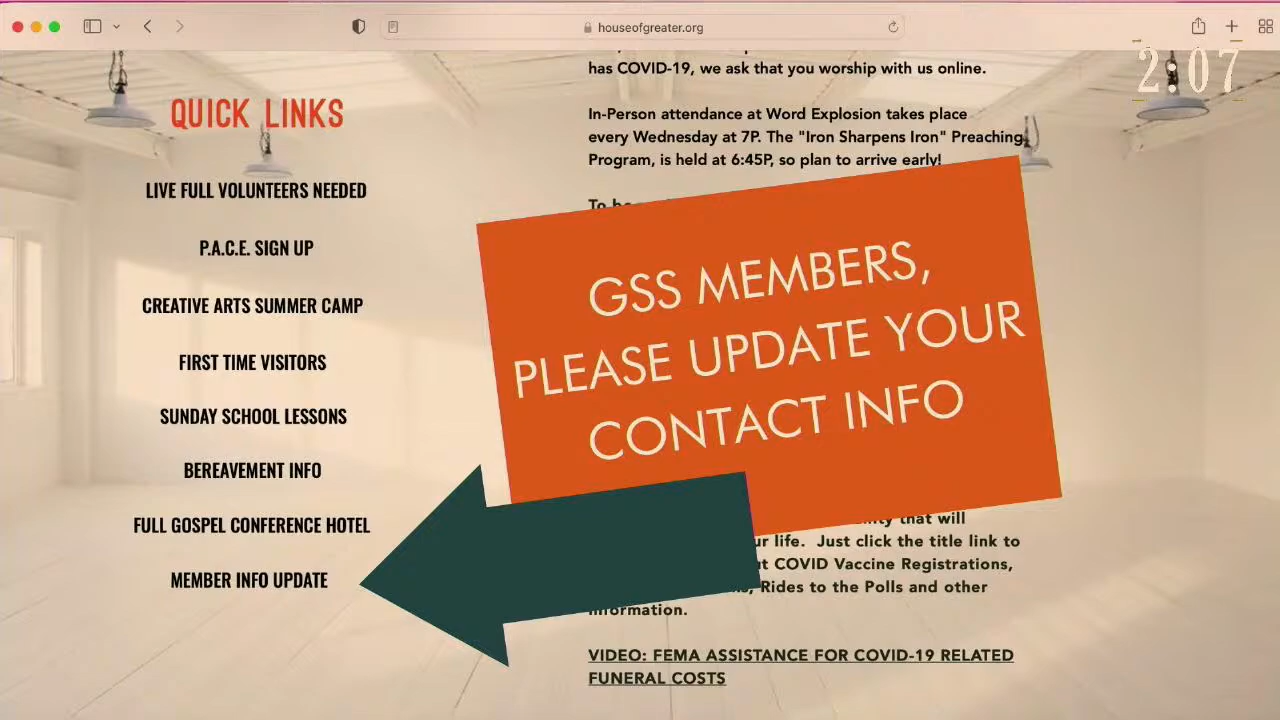 houseofgreater.org
2:07
QUICK LINKS
LIVE FULL VOLUNTEERS NEEDED
P.A.C.E. SIGN UP
CREATIVE ARTS SUMMER CAMP
FIRST TIME VISITORS
SUNDAY SCHOOL LESSONS
BEREAVEMENT INFO
FULL GOSPEL CONFERENCE HOTEL
MEMBER INFO UPDATE
has COVID-19, we ask that you worship with us online.
In-Person attendance at Word Explosion takes place
every Wednesday at 7P. The "Iron Sharpens Iron" Preaching
Program, is held at 6:45P, so plan to arrive early!
To
GSS MEMBERS,
PLEASE UPDATE YOUR
CONTACT INFO
that will
life. Just click the title link to
COVID Vaccine Registrations,
Rides to the Polls and other
information.
VIDEO: FEMA ASSISTANCE FOR COVID-19 RELATED
FUNERAL COSTS